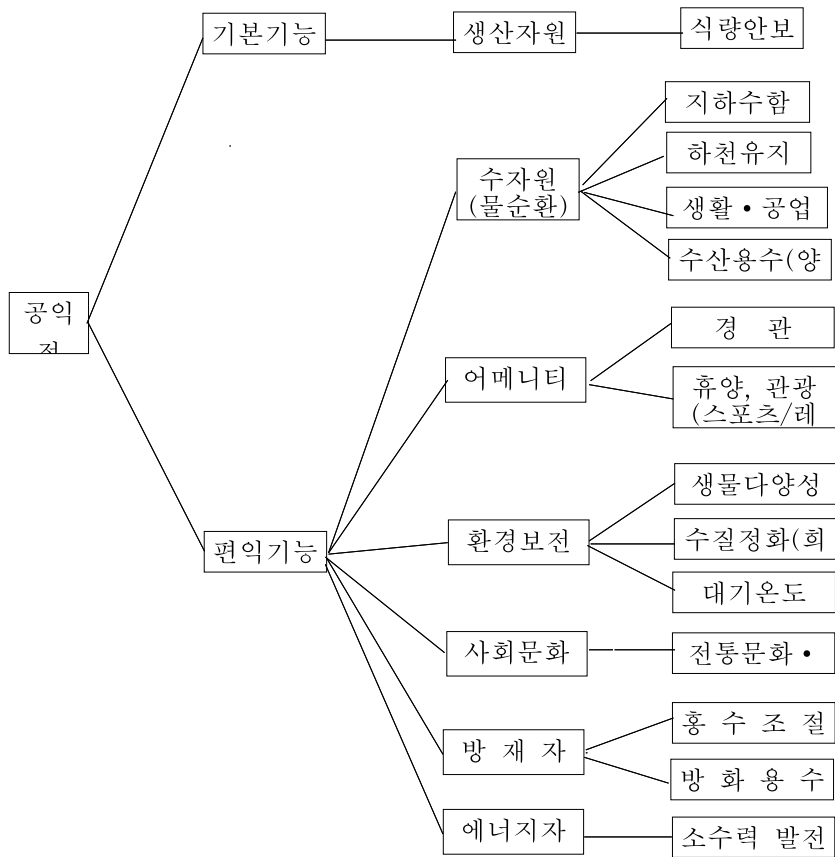 기본기능
생산자원
식량안보
지하수함
하천유지
수자원
(물순환)
생활•공업
수산용수(양
공익
경 관
어메니티
휴양, 관광
(스포츠/레
생물다양성
편익기능
환경보전
수질정화(희
대기온도
사회문화
전통문화•
홍 수 조 절
방 재 자
방 화 용 수
에너지자
소수력 발전